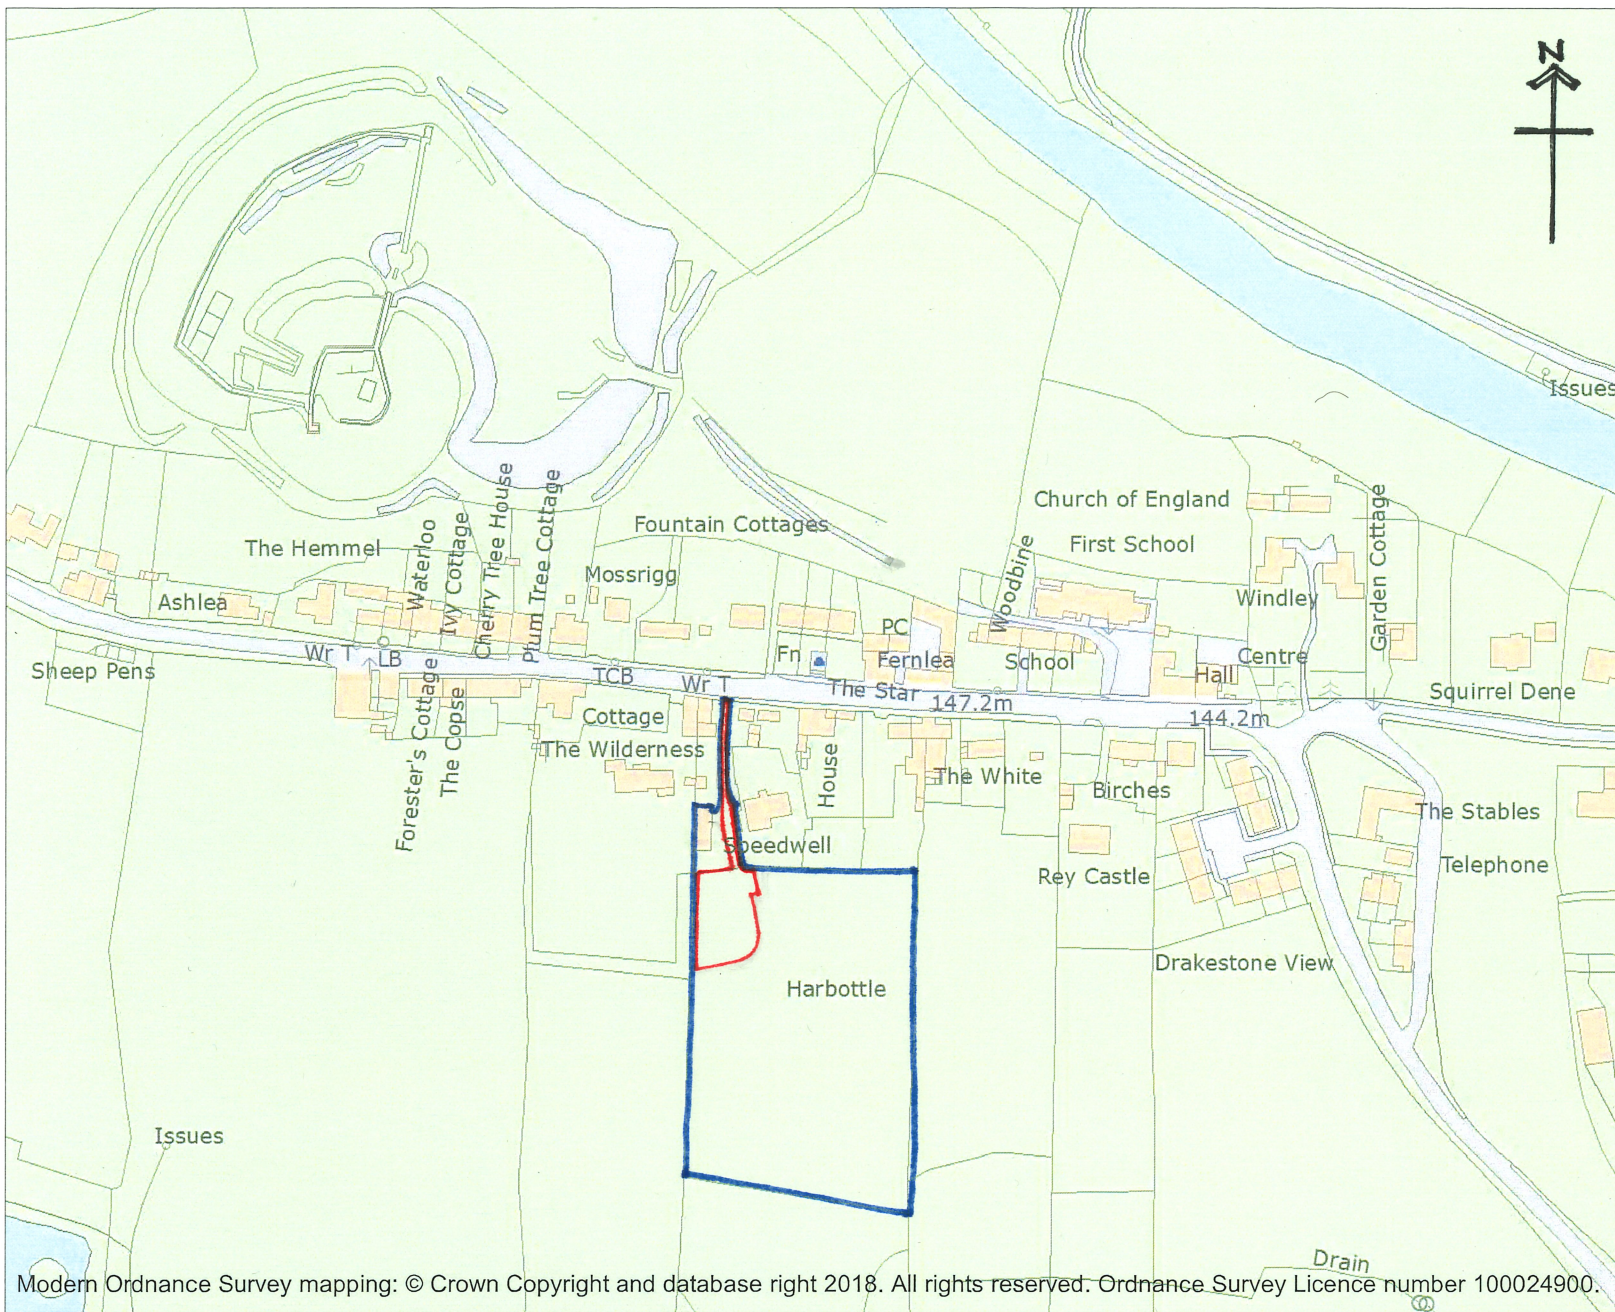 N
Issues
Church of England
First School
Fountain Cottages
The Hemmel
Waterloo
Ivy Cottage
Cherry Tree House
Plum Tree Cottage
Mossrigg
Woodbine
Windley
Garden Cottage
Ashlea
PC
Wr T
LB
Fn
Fernlea
School
Centre
Hall
Sheep Pens
TCB
Wr T
The Star
147.2m
144.2m
Squirrel Dene
Forester's Cottage
The Copse
Cottage
The Wilderness
House
The White
Birches
The Stables
Speedwell
Rey Castle
Telephone
Drakestone View
Harbottle
Issues
Drain
Modern Ordnance Survey mapping: © Crown Copyright and database right 2018. All rights reserved. Ordnance Survey Licence number 100024900.